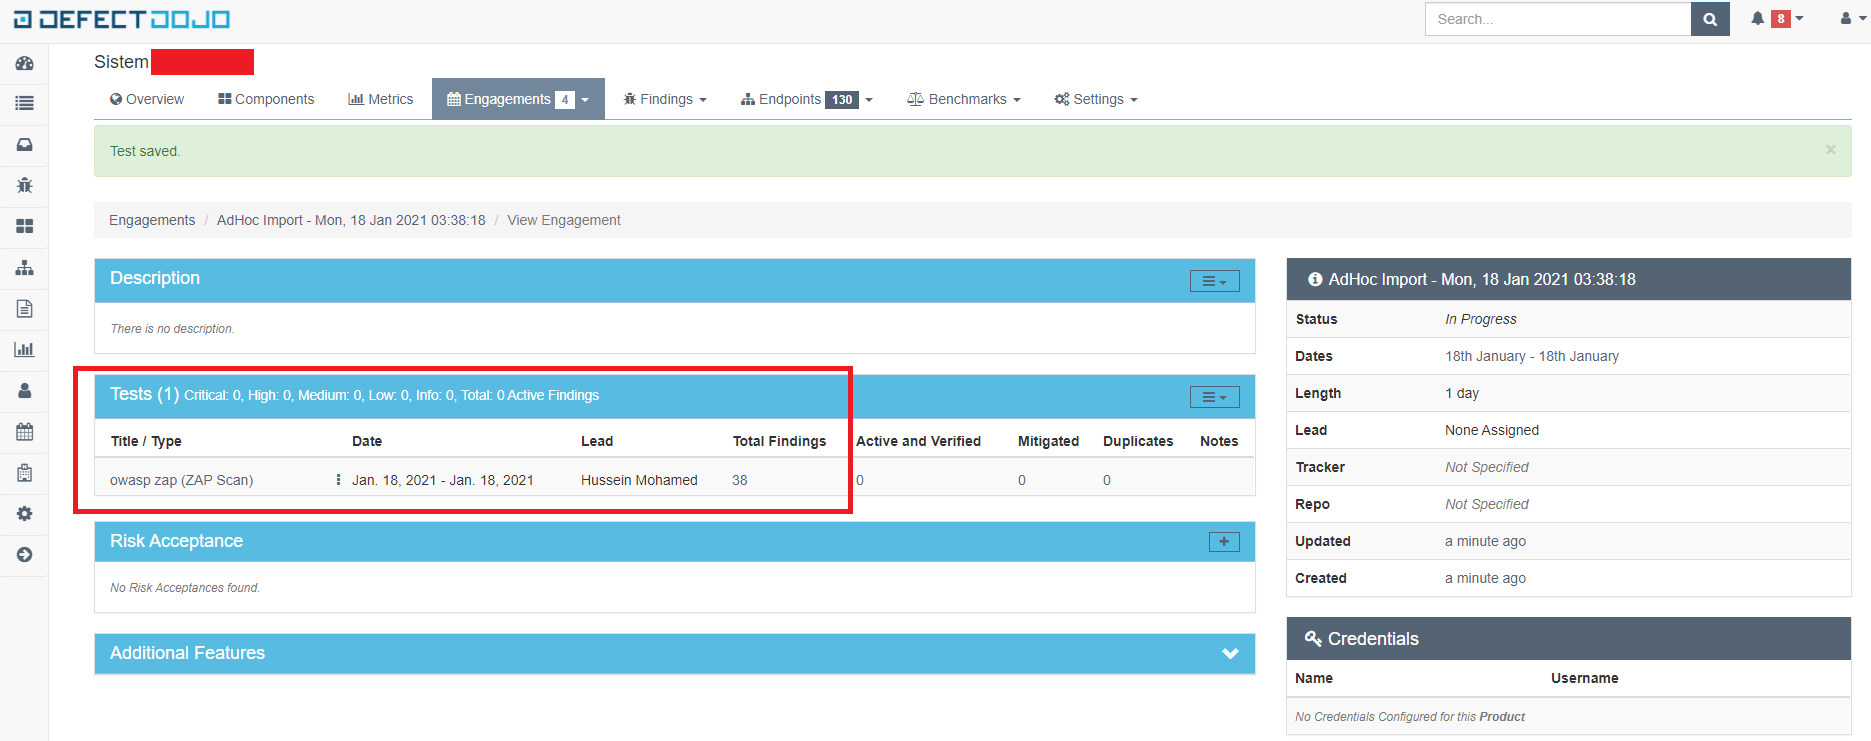 DEFECTDOJO
Search...
8
Sistem
Overview
Components
Metrics
Engagements 4
Findings
Endpoints 130
Benchmarks
Settings
Test saved.
×
Engagements / AdHoc Import - Mon, 18 Jan 2021 03:38:18 / View Engagement
Description
There is no description.
Tests (1) Critical: 0, High: 0, Medium: 0, Low: 0, Info: 0, Total: 0 Active Findings
Title / Type Date Lead Total Findings Active and Verified Mitigated Duplicates Notes
owasp zap (ZAP Scan) Jan. 18, 2021 - Jan. 18, 2021 Hussein Mohamed 38 0 0 0
Risk Acceptance
No Risk Acceptances found.
Additional Features
AdHoc Import - Mon, 18 Jan 2021 03:38:18
Status In Progress
Dates 18th January - 18th January
Length 1 day
Lead None Assigned
Tracker Not Specified
Repo Not Specified
Updated a minute ago
Created a minute ago
Credentials
Name Username
No Credentials Configured for this Product